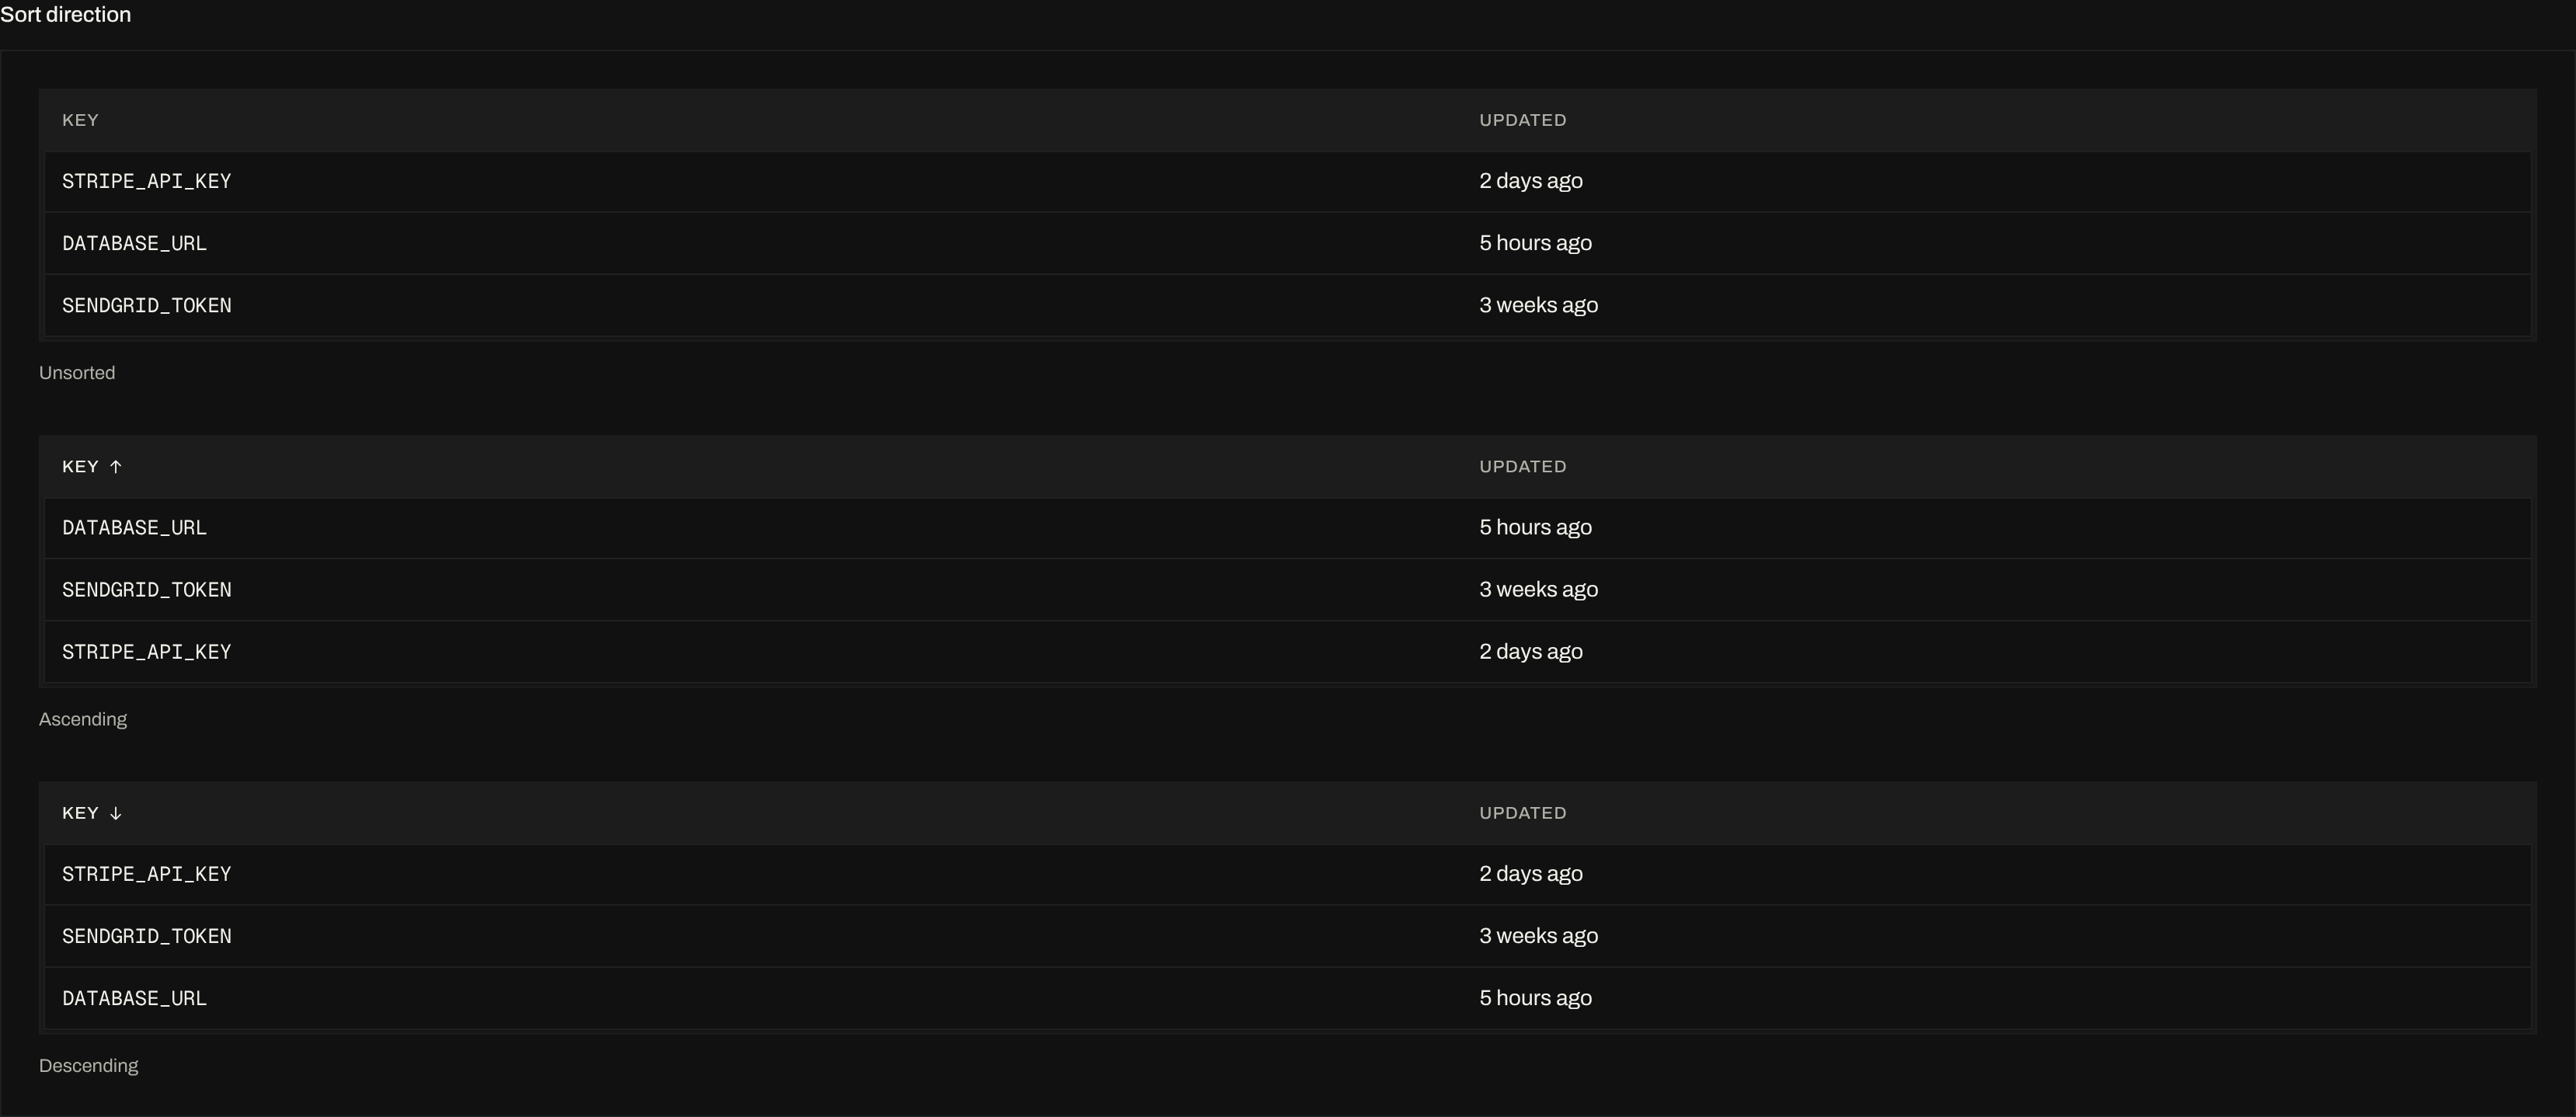 Sort direction
KEY UPDATED
STRIPE_API_KEY 2 days ago
DATABASE_URL 5 hours ago
SENDGRID_TOKEN 3 weeks ago
Unsorted
KEY ↑ UPDATED
DATABASE_URL 5 hours ago
SENDGRID_TOKEN 3 weeks ago
STRIPE_API_KEY 2 days ago
Ascending
KEY ↓ UPDATED
STRIPE_API_KEY 2 days ago
SENDGRID_TOKEN 3 weeks ago
DATABASE_URL 5 hours ago
Descending